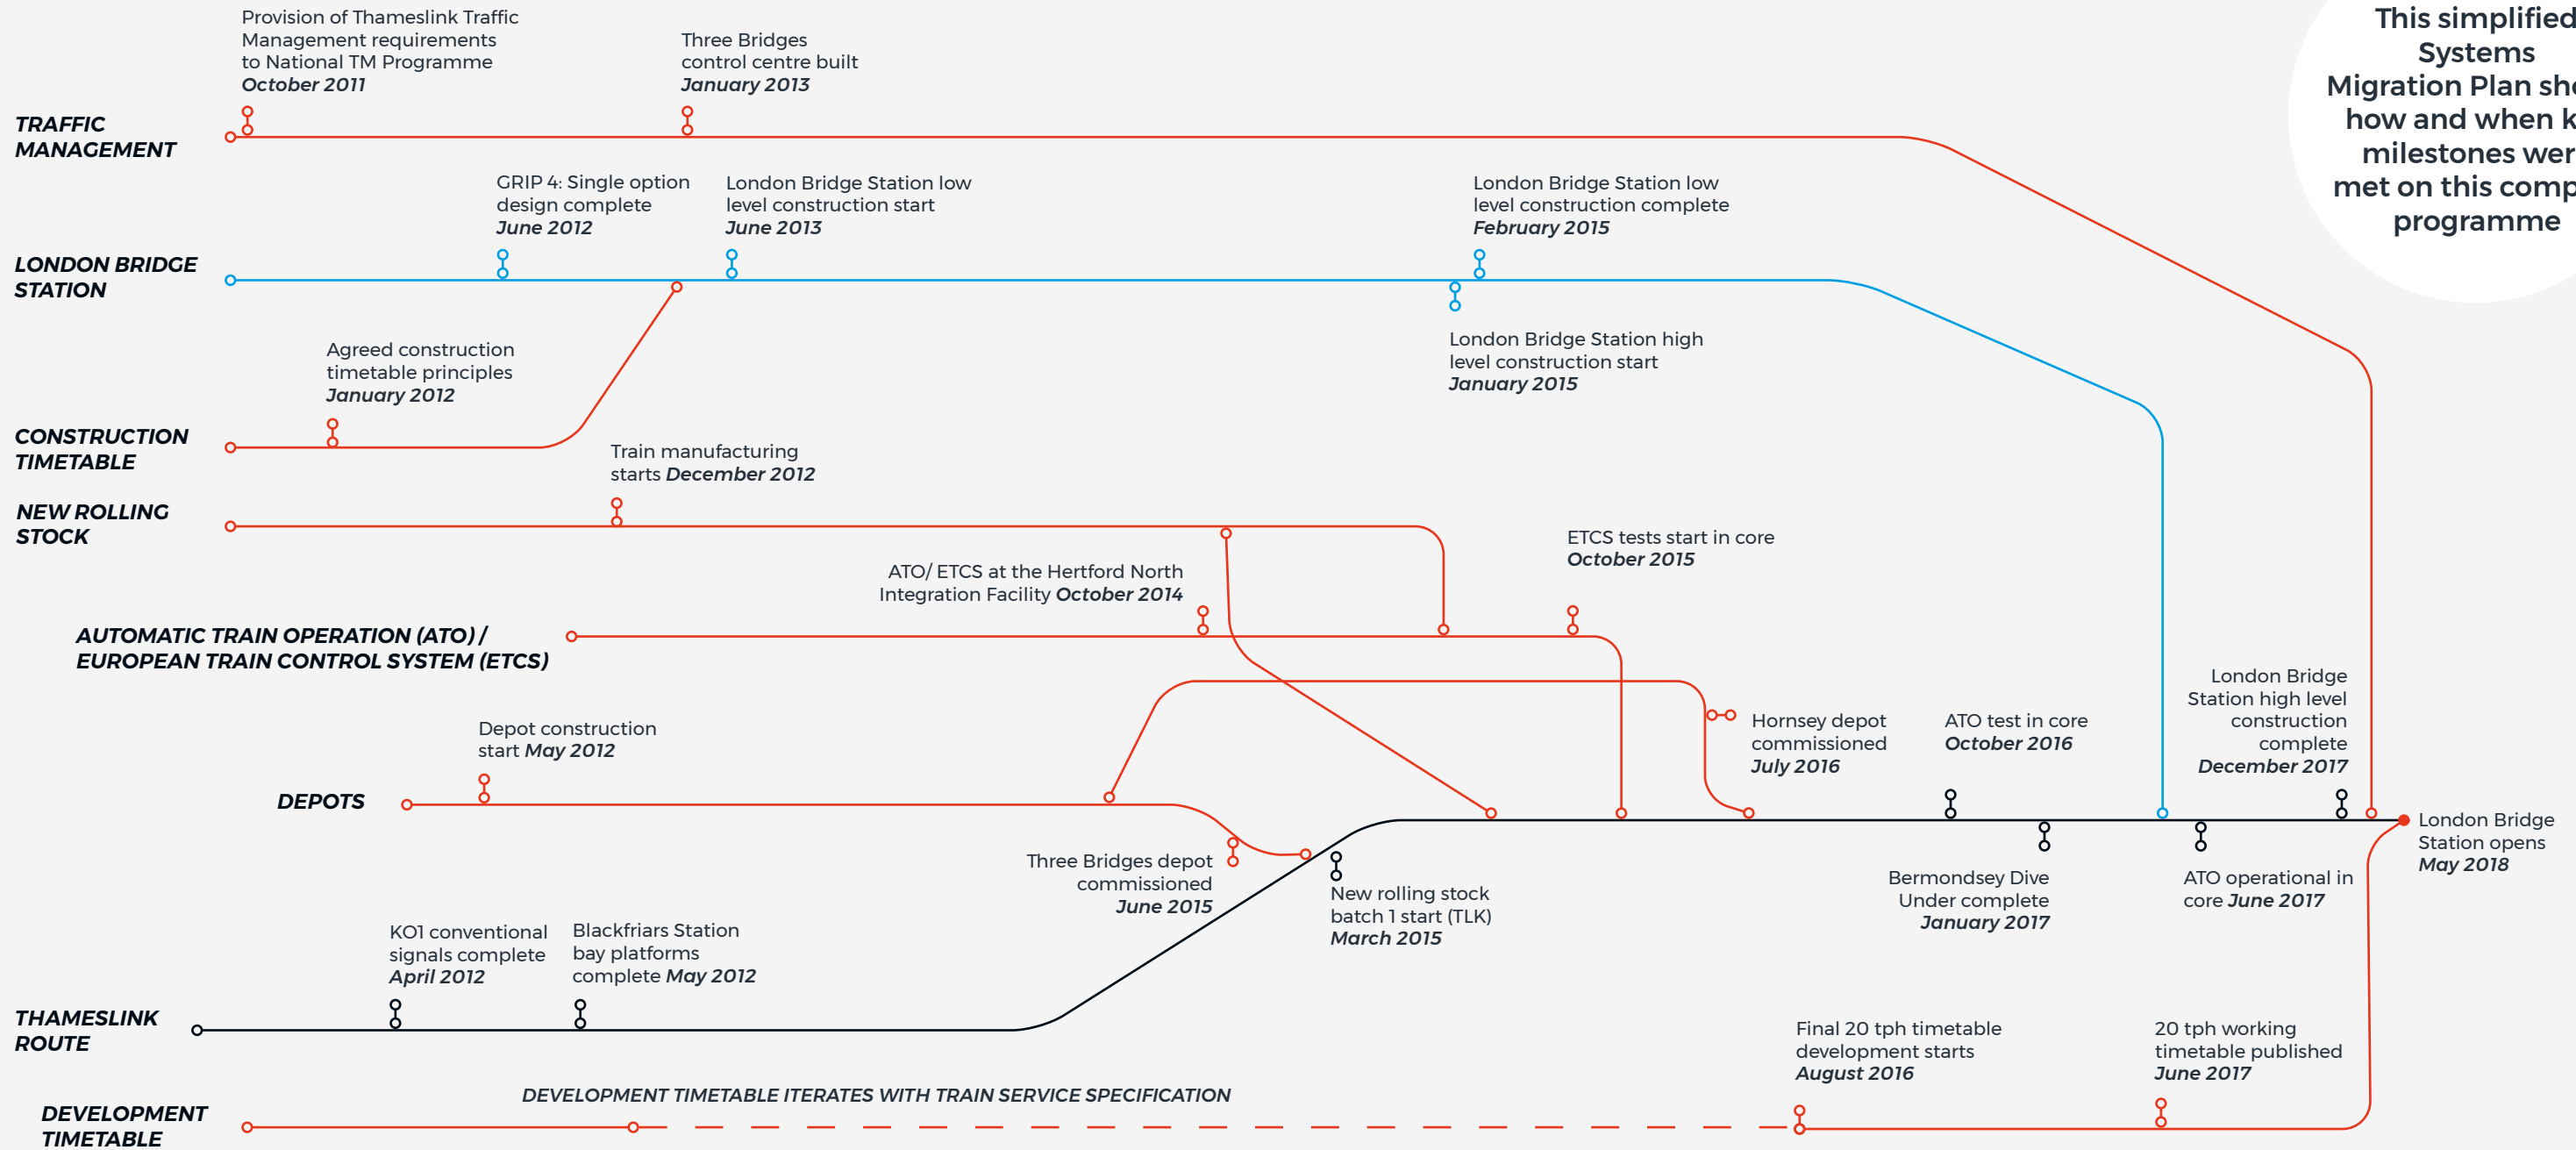 Provision of Thameslink Traffic
Management requirements
to National TM Programme
October 2011
Three Bridges
control centre built
January 2013
This simplified
Systems
Migration Plan
how and when
milestones
met on this
programme
TRAFFIC
MANAGEMENT
GRIP 4: Single option
design complete
June 2012
London Bridge Station low
level construction start
June 2013
London Bridge Station low
level construction complete
February 2015
LONDON BRIDGE
STATION
London Bridge Station high
level construction start
January 2015
Agreed construction
timetable principles
January 2012
CONSTRUCTION
TIMETABLE
Train manufacturing
starts December 2012
NEW ROLLING
STOCK
ETCS tests start in core
October 2015
ATO/ ETCS at the Hertford North
Integration Facility October 2014
AUTOMATIC TRAIN OPERATION (ATO) /
EUROPEAN TRAIN CONTROL SYSTEM (ETCS)
London Bridge
Station high level
construction
complete
December 2017
Depot construction
start May 2012
Hornsey depot
commissioned
July 2016
ATO test in core
October 2016
DEPOTS
London Bridge
Station opens
May 2018
Three Bridges depot
commissioned
June 2015
New rolling stock
batch 1 start (TLK)
March 2015
Bermondsey Dive
Under complete
January 2017
ATO operational in
core June 2017
KO1 conventional
signals complete
April 2012
Blackfriars Station
bay platforms
complete May 2012
THAMESLINK
ROUTE
Final 20 tph timetable
development starts
August 2016
20 tph working
timetable published
June 2017
DEVELOPMENT TIMETABLE ITERATES WITH TRAIN SERVICE SPECIFICATION
DEVELOPMENT
TIMETABLE